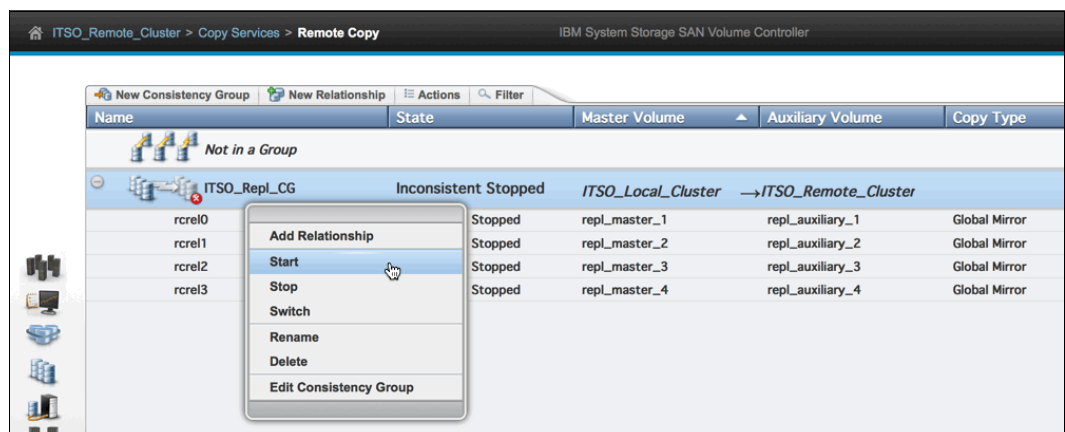 ITSO_Remote_Cluster > Copy Services > Remote Copy IBM System Storage SAN Volume Controller
New Consistency Group New Relationship Actions Filter
Name State Master Volume Auxiliary Volume Copy Type
Not in a Group
ITSO_Repl_CG Inconsistent Stopped ITSO_Local_Cluster →ITSO_Remote_Cluster
rcrel0 Stopped repl_master_1 repl_auxiliary_1 Global Mirror
rcrel1 Stopped repl_master_2 repl_auxiliary_2 Global Mirror
rcrel2 Stopped repl_master_3 repl_auxiliary_3 Global Mirror
rcrel3 Stopped repl_master_4 repl_auxiliary_4 Global Mirror
Add Relationship
Start
Stop
Switch
Rename
Delete
Edit Consistency Group